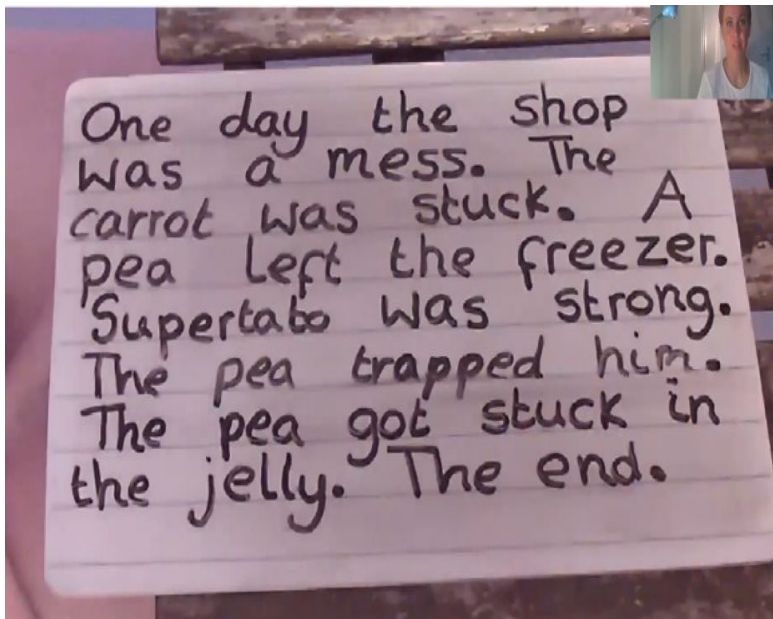 One day the shop
was a mess. The
carrot was stuck. A
pea left the freezer.
Supertato was strong.
The pea trapped him.
The pea got stuck in
the jelly. The end.